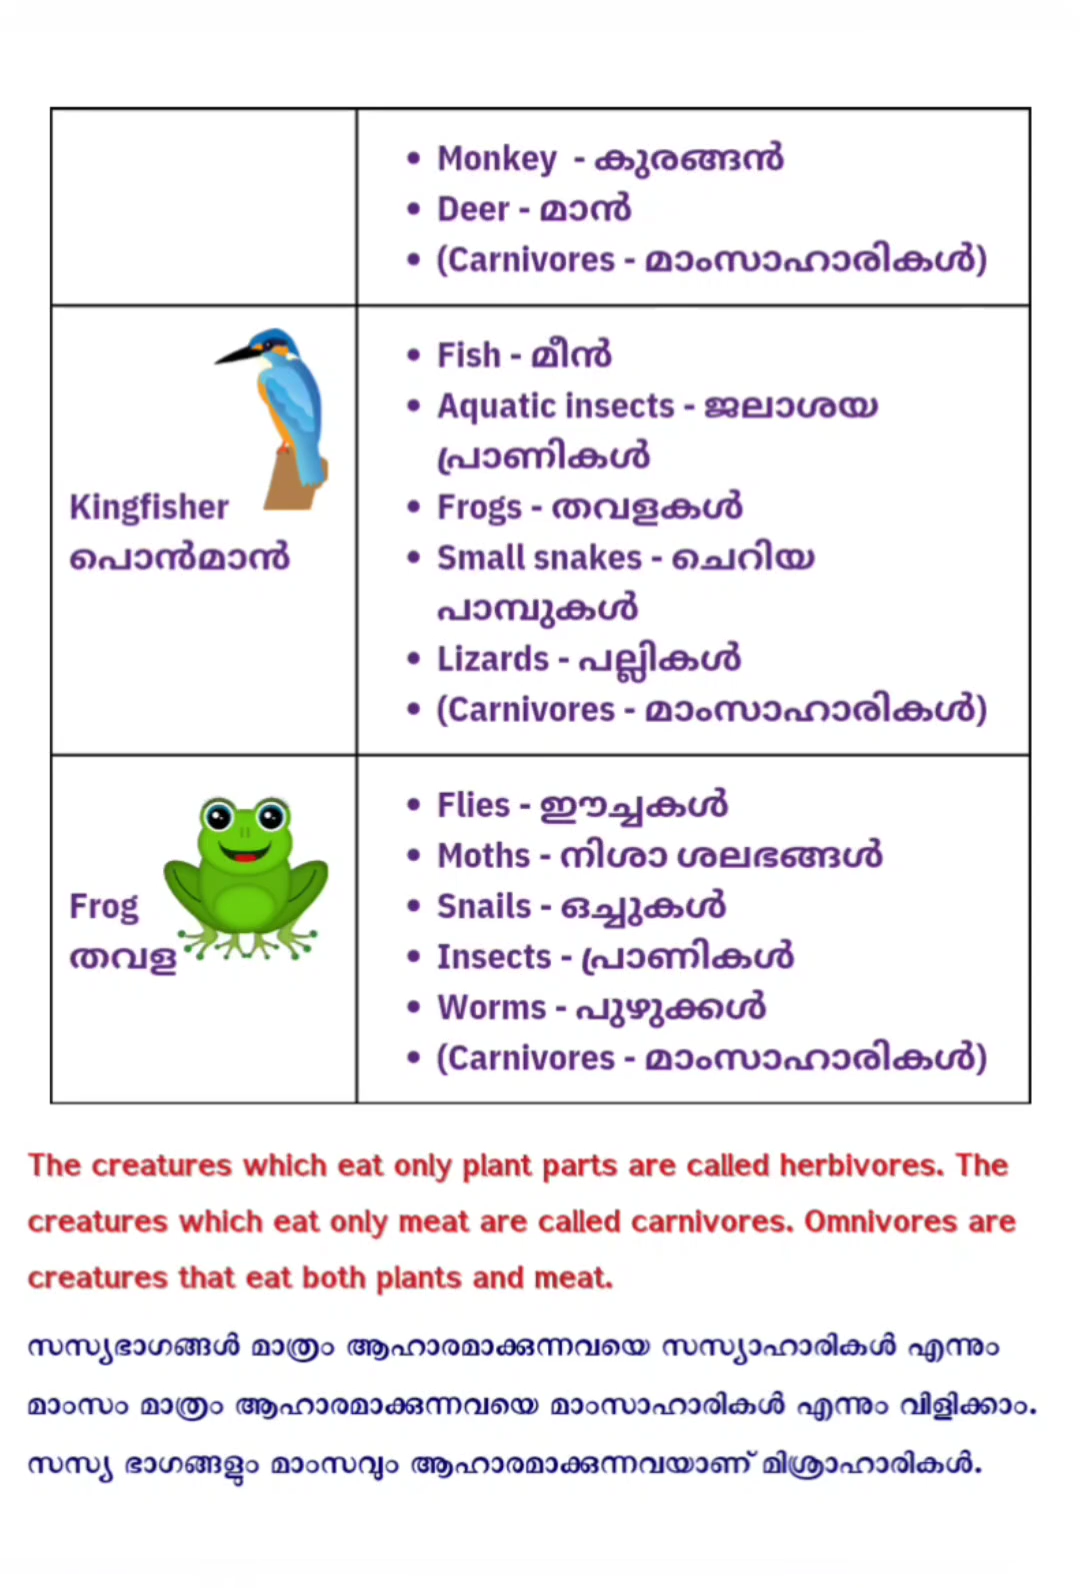 • Monkey - കുരങ്ങൻ
• Deer - മാൻ
• (Carnivores - മാംസാഹാരികൾ)
Kingfisher
പൊൻമാൻ
• Fish - മീൻ
• Aquatic insects - ജലാശയ
പ്രാണികൾ
• Frogs - തവളകൾ
• Small snakes - ചെറിയ
പാമ്പുകൾ
• Lizards - പല്ലികൾ
• (Carnivores - മാംസാഹാരികൾ)
Frog
തവള
• Flies - ഈച്ചകൾ
• Moths - നിശാ ശലഭങ്ങൾ
• Snails - ഒച്ചുകൾ
• Insects - പ്രാണികൾ
• Worms - പുഴുക്കൾ
• (Carnivores - മാംസാഹാരികൾ)
The creatures which eat only plant parts are called herbivores. The
creatures which eat only meat are called carnivores. Omnivores are
creatures that eat both plants and meat.
സസ്യഭാഗങ്ങൾ മാത്രം ആഹാരമാക്കുന്നവയെ സസ്യാഹാരികൾ എന്നും
മാംസം മാത്രം ആഹാരമാക്കുന്നവയെ മാംസാഹാരികൾ എന്നും വിളിക്കാം.
സസ്യ ഭാഗങ്ങളും മാംസവും ആഹാരമാക്കുന്നവയാണ് മിശ്രാഹാരികൾ.